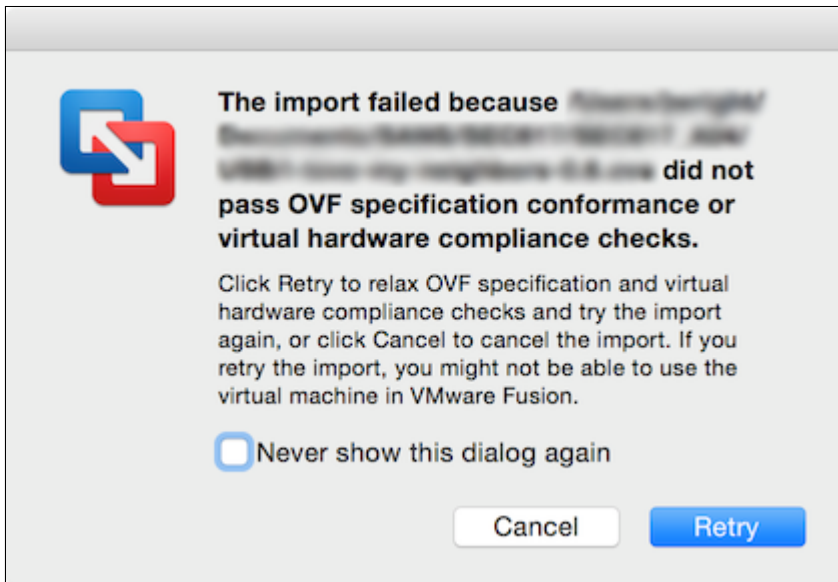 The import failed because
did not
pass OVF specification conformance or
virtual hardware compliance checks.
Click Retry to relax OVF specification and virtual
hardware compliance checks and try the import
again, or click Cancel to cancel the import. If you
retry the import, you might not be able to use the
virtual machine in VMware Fusion.
Never show this dialog again
Cancel
Retry